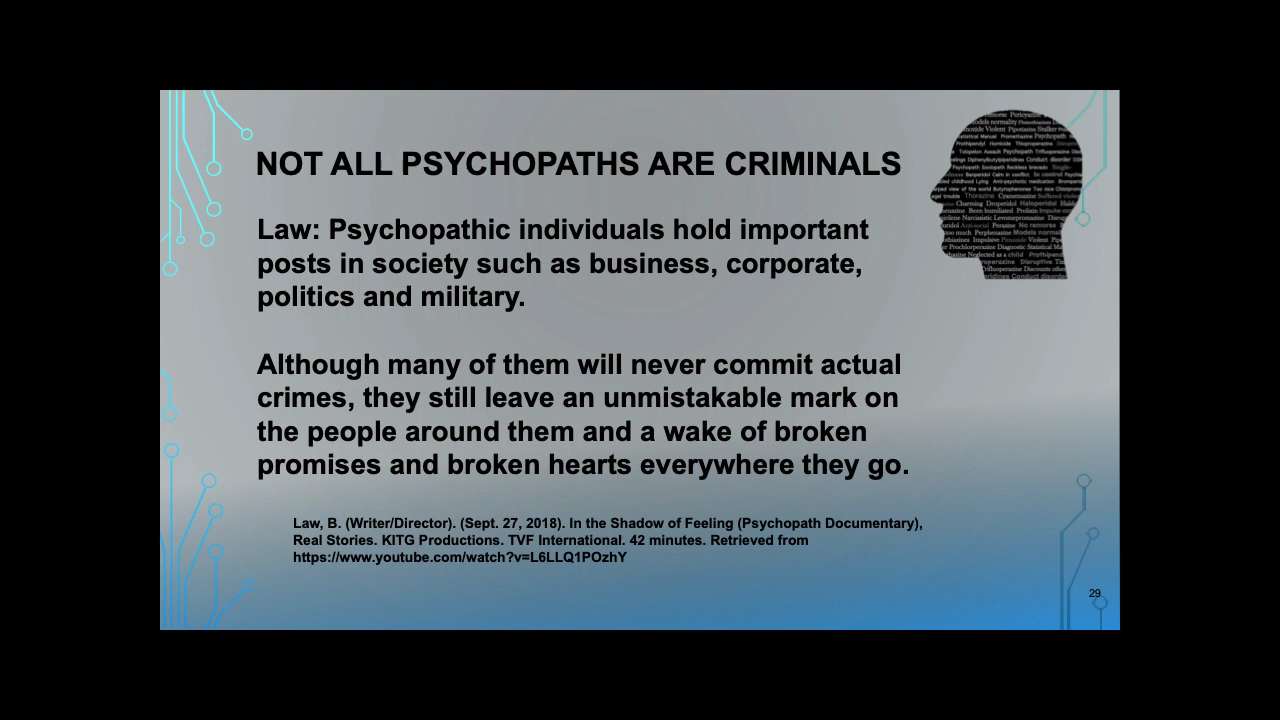 NOT ALL PSYCHOPATHS ARE CRIMINALS
Law: Psychopathic individuals hold important
posts in society such as business, corporate,
politics and military.
Although many of them will never commit actual
crimes, they still leave an unmistakable mark on
the people around them and a wake of broken
promises and broken hearts everywhere they go.
Law, B. (Writer/Director). (Sept. 27, 2018). In the Shadow of Feeling (Psychopath Documentary),
Real Stories. KITG Productions. TVF International. 42 minutes. Retrieved from
https://www.youtube.com/watch?v=L6LLQ1POzhY
29